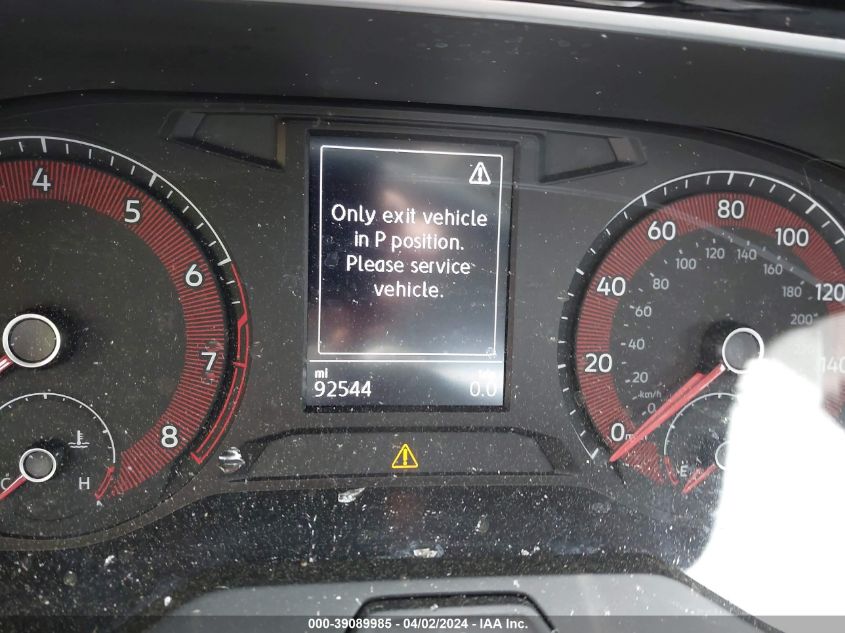 Only exit vehicle
in P position.
Please service
vehicle.
mi
92544
0.0
4
5
6
7
8
C
H
0
20
40
60
80
100
120
140
0
20
40
60
80
100
120
140
160
180
200
km/h
E
000-39089985 - 04/02/2024 - IAA Inc.